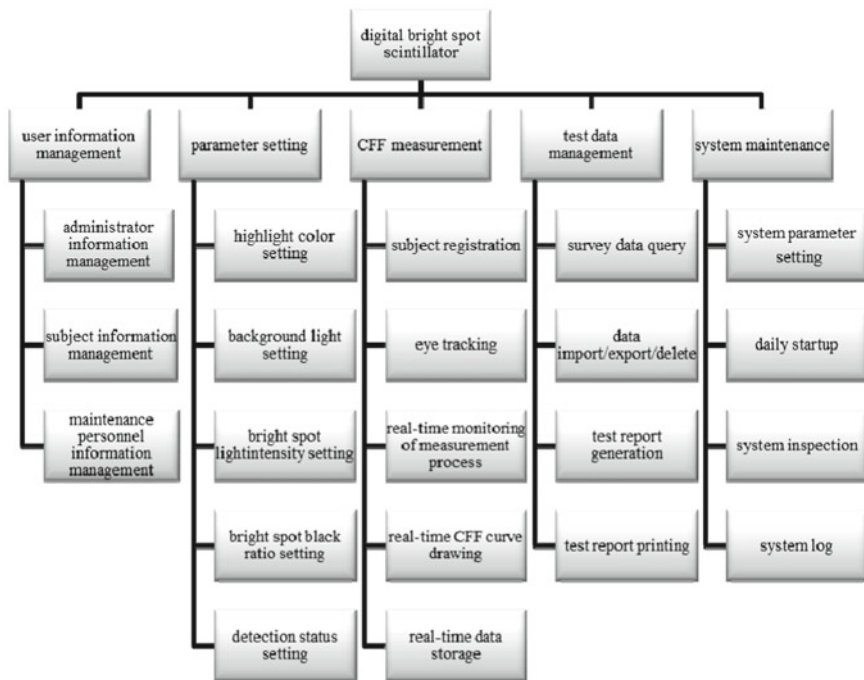 digital bright spot
scintillator
user information
management
parameter setting
CFF measurement
test data
management
system maintenance
administrator
information
management
subject information
management
maintenance
personnel
information
management
highlight color
setting
background light
setting
bright spot
lightintensity setting
bright spot black
ratio setting
detection status
setting
subject registration
eye tracking
real-time monitoring
of measurement
process
real-time CFF curve
drawing
real-time data
storage
survey data query
data
import/export/delete
test report
generation
test report printing
system parameter
setting
daily startup
system inspection
system log